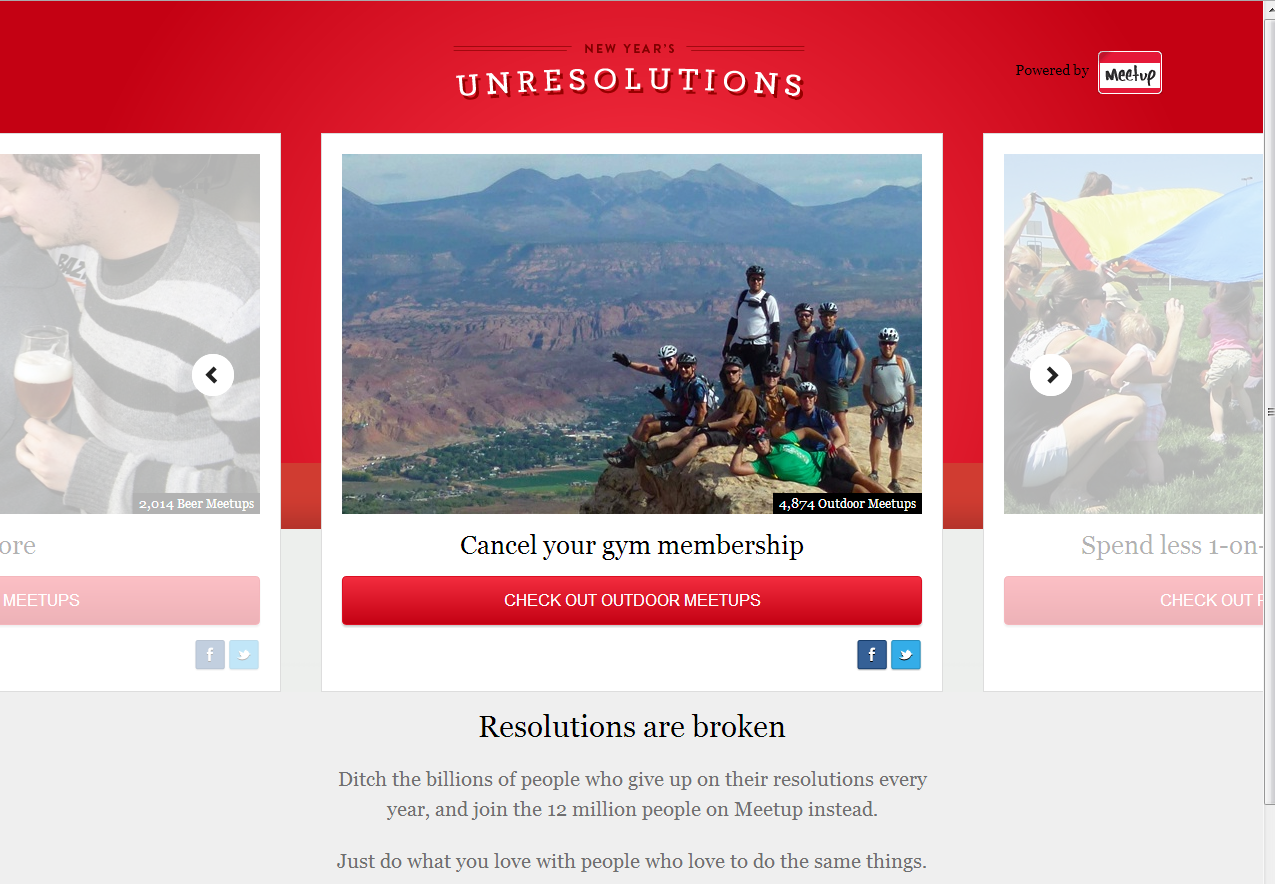 NEW YEAR'S
UNRESOLUTIONS
Powered by Meetup
2,014 Beer Meetups
ore
MEETUPS
f
4,874 Outdoor Meetups
Cancel your gym membership
CHECK OUT OUTDOOR MEETUPS
f
Spend less 1-on-
CHECK OUT
Resolutions are broken
Ditch the billions of people who give up on their resolutions every
year, and join the 12 million people on Meetup instead.
Just do what you love with people who love to do the same things.